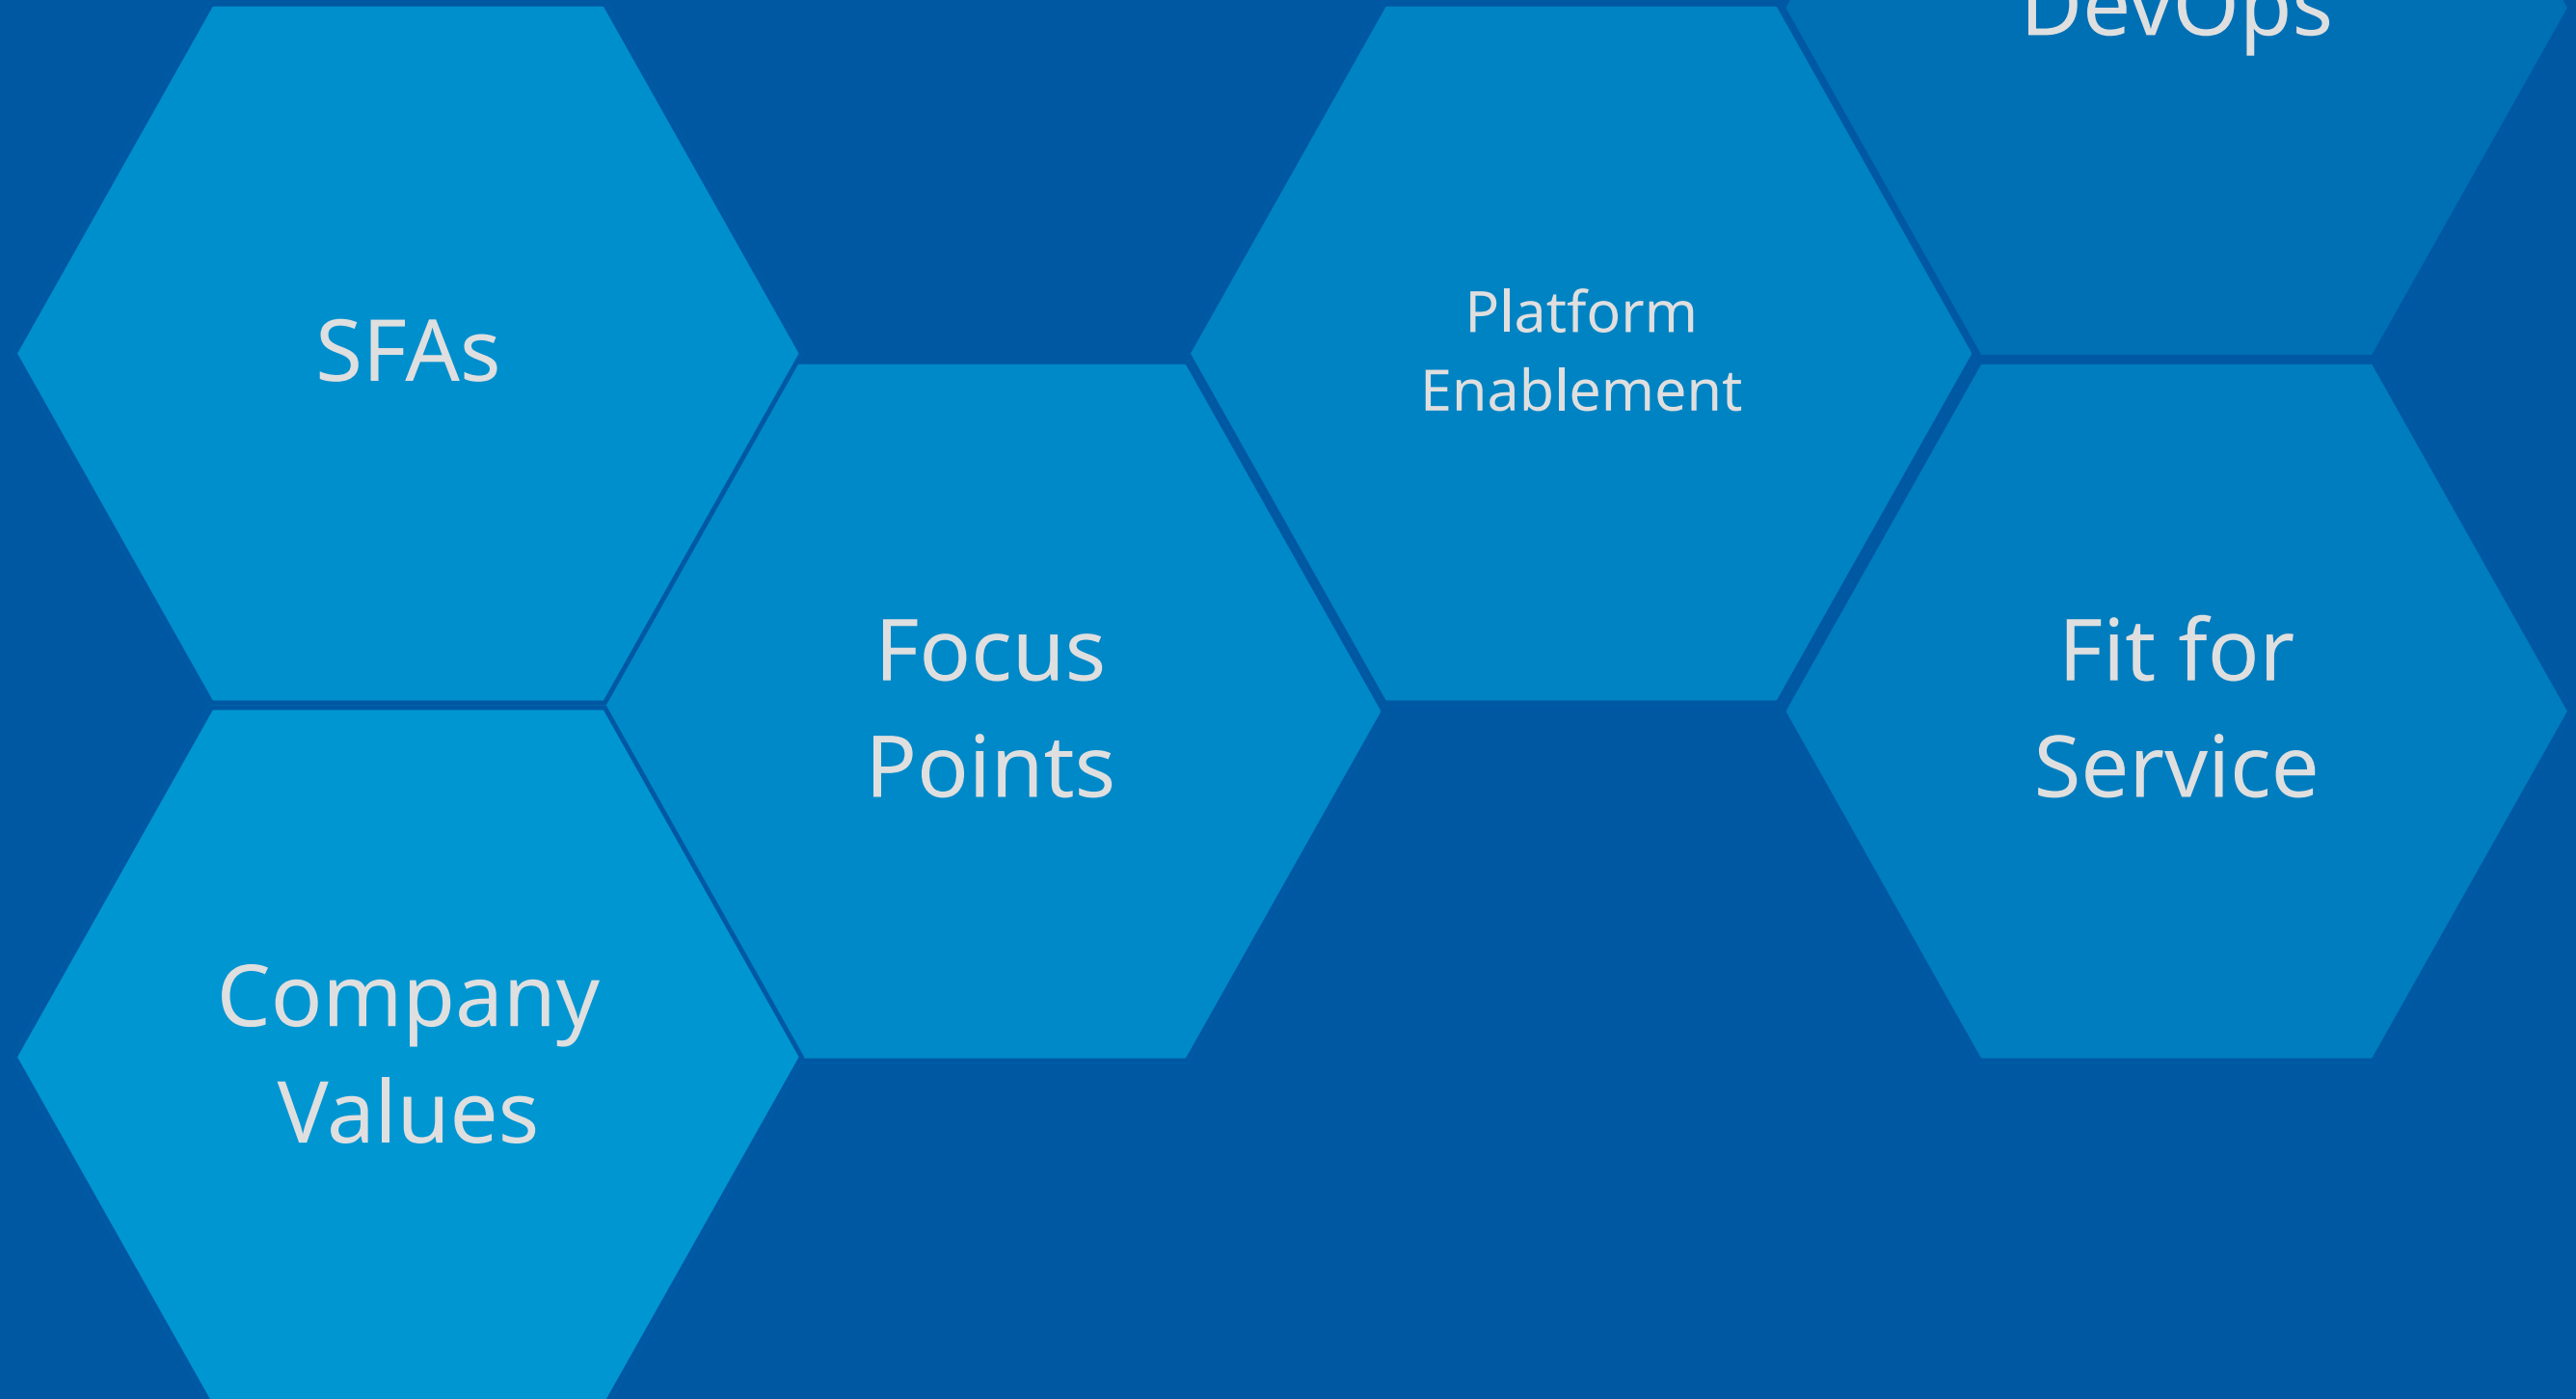 DevOps
SFAs
Platform
Enablement
Focus
Points
Fit for
Service
Company
Values